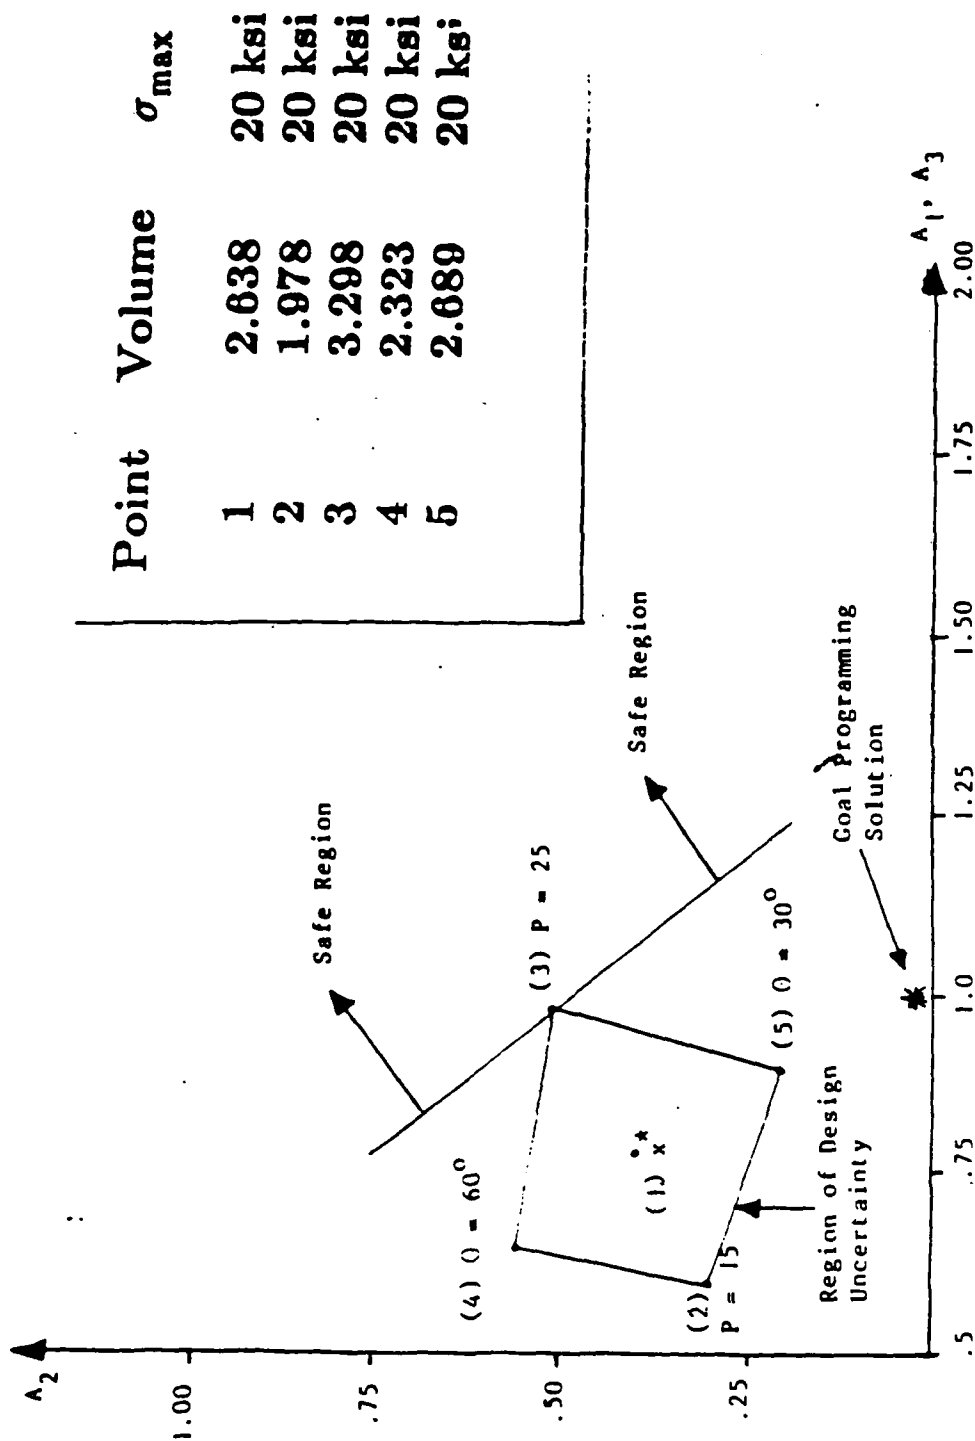 Point Volume σmax
1 2.638 20 ksi
2 1.978 20 ksi
3 3.298 20 ksi
4 2.323 20 ksi
5 2.689 20 ks
A2
1.00
.75
.50
.25
.5
.75
1.0
1.25
1.50
1.75
2.00
A1, A3
Safe Region
Safe Region
(3) P = 25
(4) 0 = 60°
(1) x *
(2)
P = 15
(5) 0 = 30°
Region of Design
Uncertainty
Goal Programming
Solution